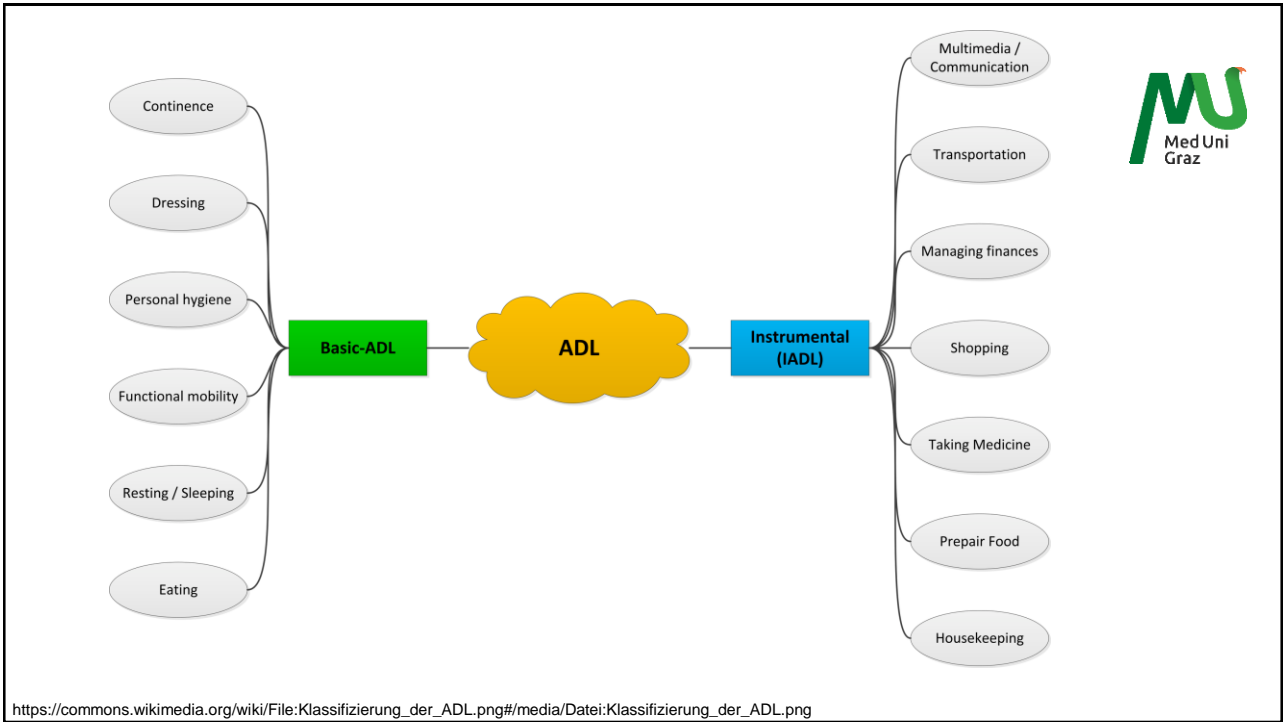 Continence
Dressing
Personal hygiene
Functional mobility
Resting / Sleeping
Eating
Basic-ADL
ADL
Instrumental
(IADL)
Multimedia /
Communication
Transportation
Managing finances
Shopping
Taking Medicine
Prepair Food
Housekeeping
Med Uni
Graz
https://commons.wikimedia.org/wiki/File:Klassifizierung_der_ADL.png#/media/Datei:Klassifizierung_der_ADL.png